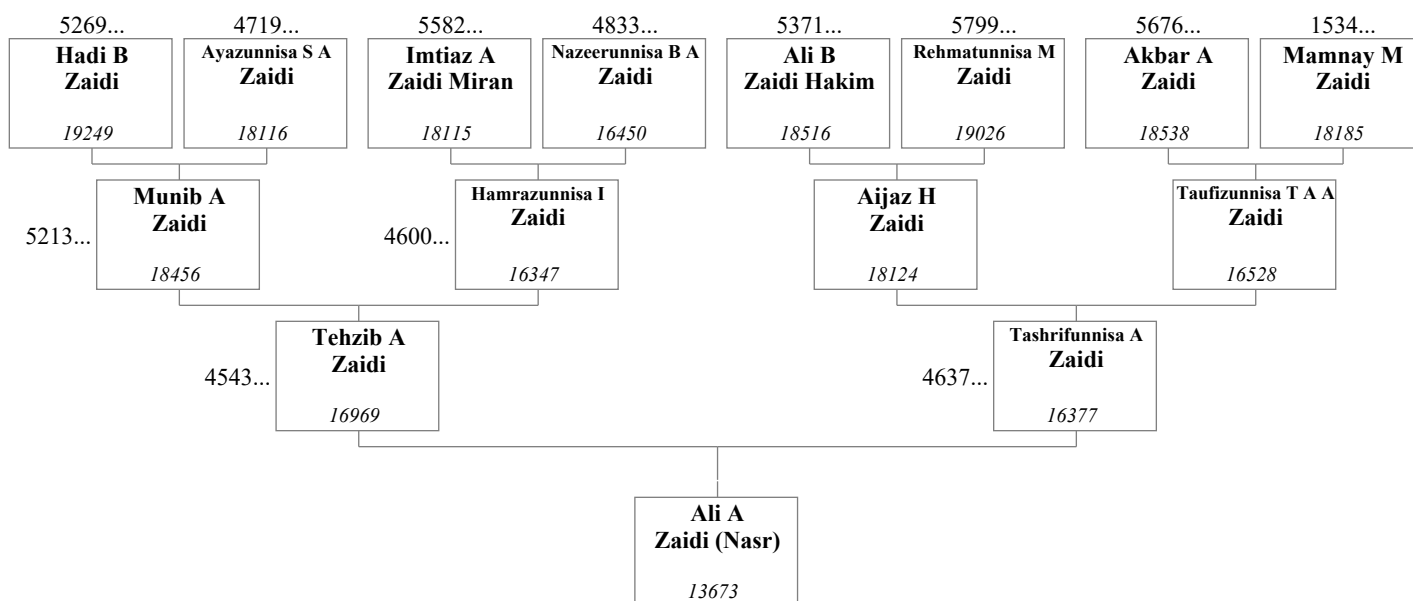 5269...
4719...
5582...
4833...
5371...
5799...
5676...
1534...
Hadi B
Zaidi
19249
Ayazunnisa S A
Zaidi
18116
Imtiaz A
Zaidi Miran
18115
Nazeerunnisa B A
Zaidi
16450
Ali B
Zaidi Hakim
18516
Rehmatunnisa M
Zaidi
19026
Akbar A
Zaidi
18538
Mamnay M
Zaidi
18185
5213...
Munib A
Zaidi
18456
4600...
Hamrazunnisa I
Zaidi
16347
Aijaz H
Zaidi
18124
Taufizunnisa T A A
Zaidi
16528
4543...
Tehzib A
Zaidi
16969
4637...
Tashrifunnisa A
Zaidi
16377
Ali A
Zaidi (Nasr)
13673